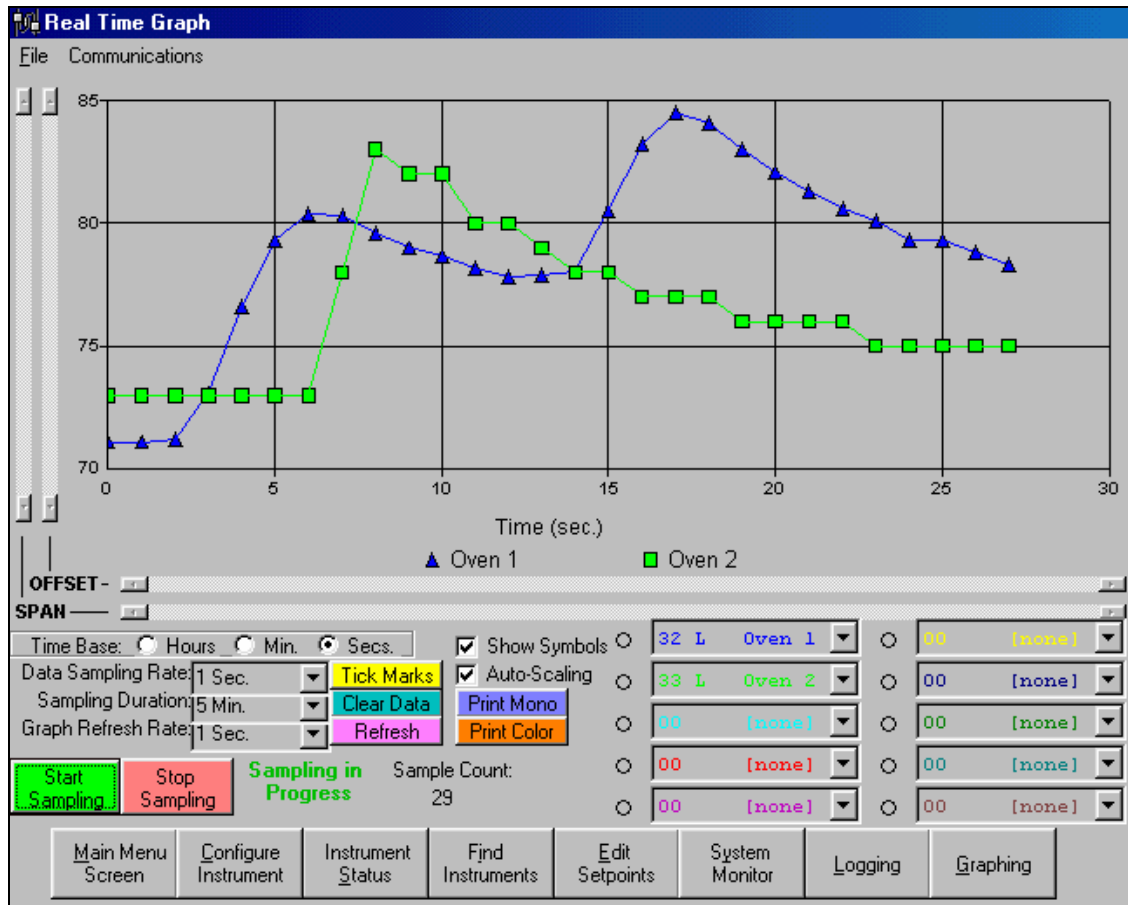 Real Time Graph
File Communications
85
80
75
70
0 5 10 15 20 25 30
Time (sec.)
Oven 1 Oven 2
OFFSET -
SPAN
Time Base: Hours Min. Secs.
Show Symbols
Data Sampling Rate: 1 Sec.
Tick Marks
Auto-Scaling
Sampling Duration: 5 Min.
Clear Data
Print Mono
Graph Refresh Rate: 1 Sec.
Refresh
Print Color
32 L Oven 1
00 [none]
33 L Oven 2
00 [none]
00 [none]
00 [none]
00 [none]
00 [none]
00 [none]
00 [none]
Start Sampling
Stop Sampling
Sampling in Progress
Sample Count:
29
Main Menu Screen
Configure Instrument
Instrument Status
Find Instruments
Edit Setpoints
System Monitor
Logging
Graphing